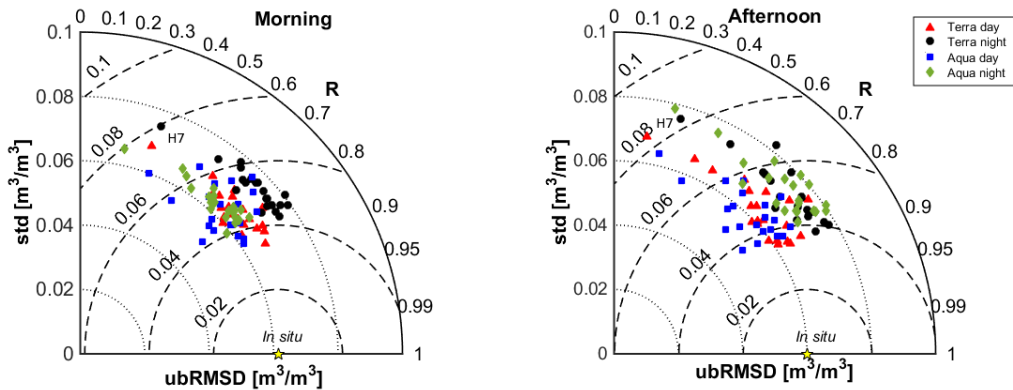 Morning
0 0.1 0.2 0.3 0.4 0.5 0.6 0.7 0.8 0.9 0.95 0.99 1
R
0.1
0.08
0.06
0.04
0.02
0
std [m³/m³]
0.1 0.08 0.06 0.04 0.02
H7
In situ
ubRMSD [m³/m³]
Afternoon
0 0.1 0.2 0.3 0.4 0.5 0.6 0.7 0.8 0.9 0.95 0.99 1
R
0.1
0.08
0.06
0.04
0.02
0
std [m³/m³]
0.1 0.08 0.06 0.04 0.02
H7
In situ
ubRMSD [m³/m³]
Terra day
Terra night
Aqua day
Aqua night